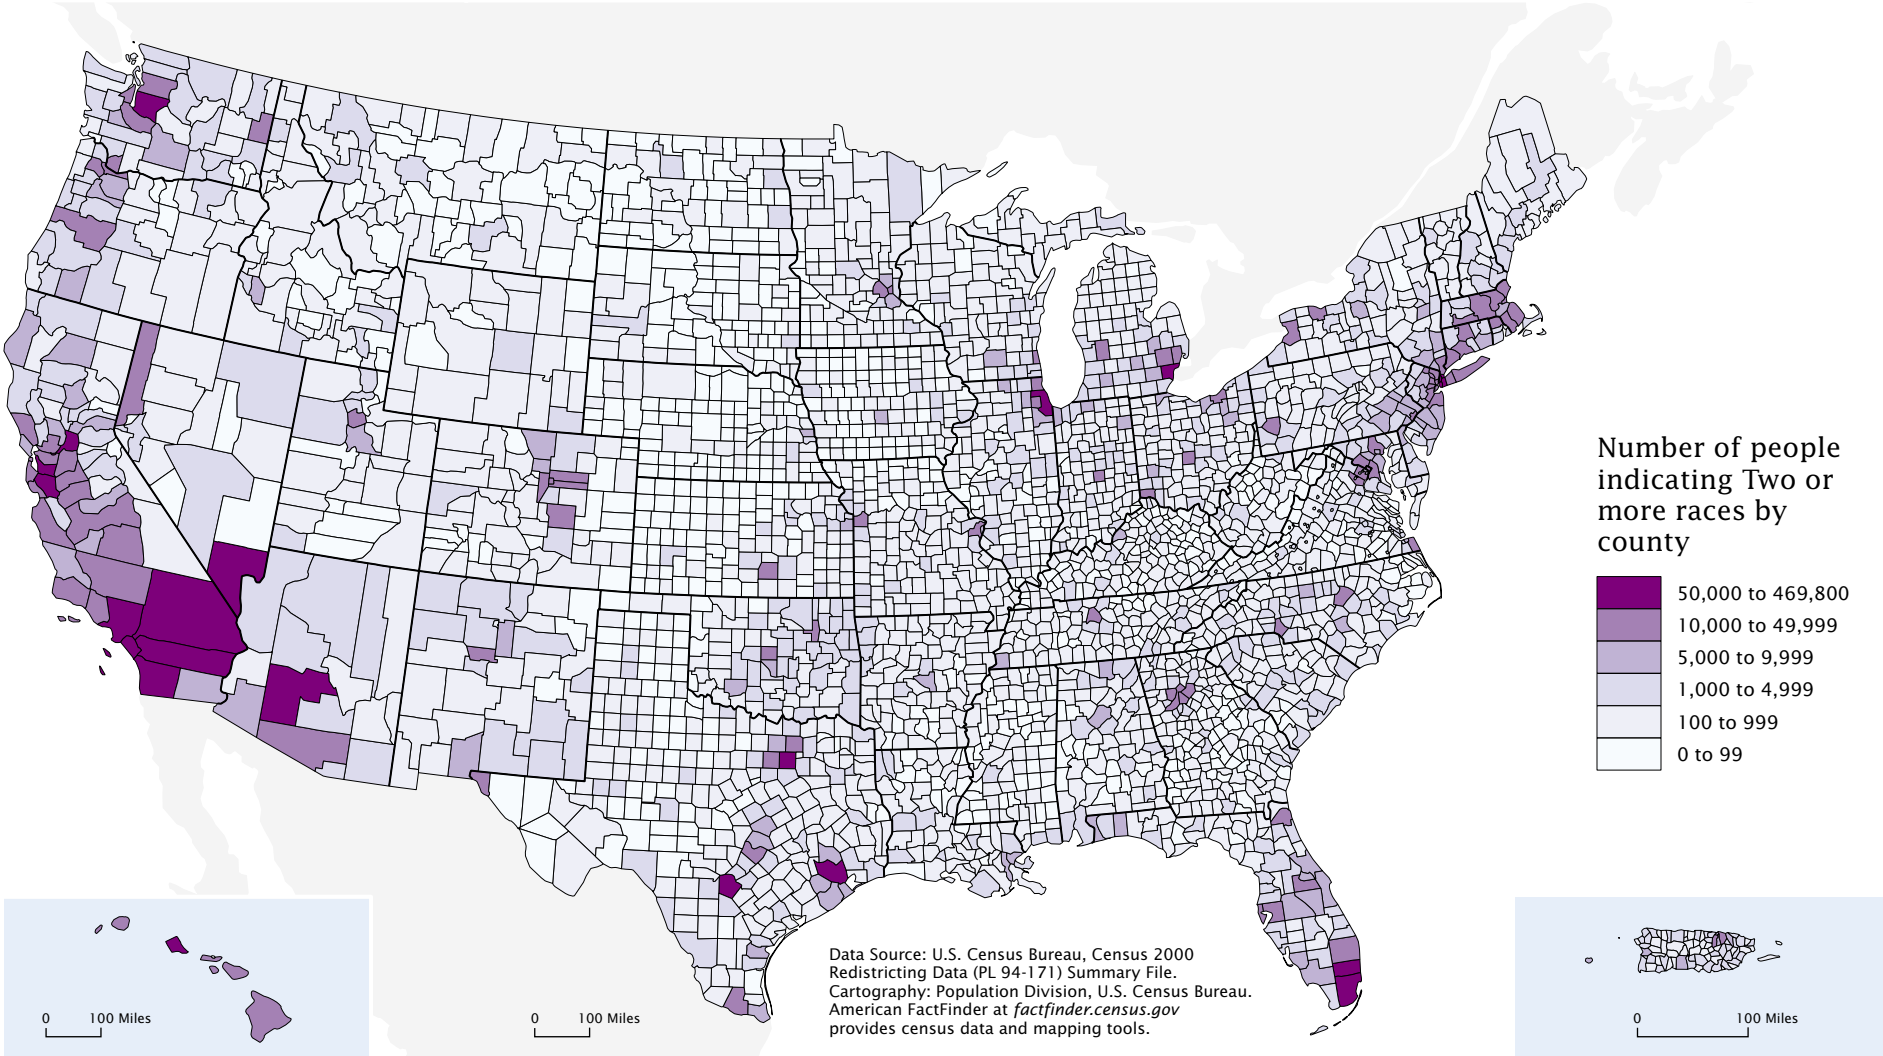 Number of people
indicating Two or
more races by
county
50,000 to 469,800
10,000 to 49,999
5,000 to 9,999
1,000 to 4,999
100 to 999
0 to 99
Data Source: U.S. Census Bureau, Census 2000
Redistricting Data (PL 94-171) Summary File.
Cartography: Population Division, U.S. Census Bureau.
American FactFinder at factfinder.census.gov
provides census data and mapping tools.
0 100 Miles
0 100 Miles
0 100 Miles